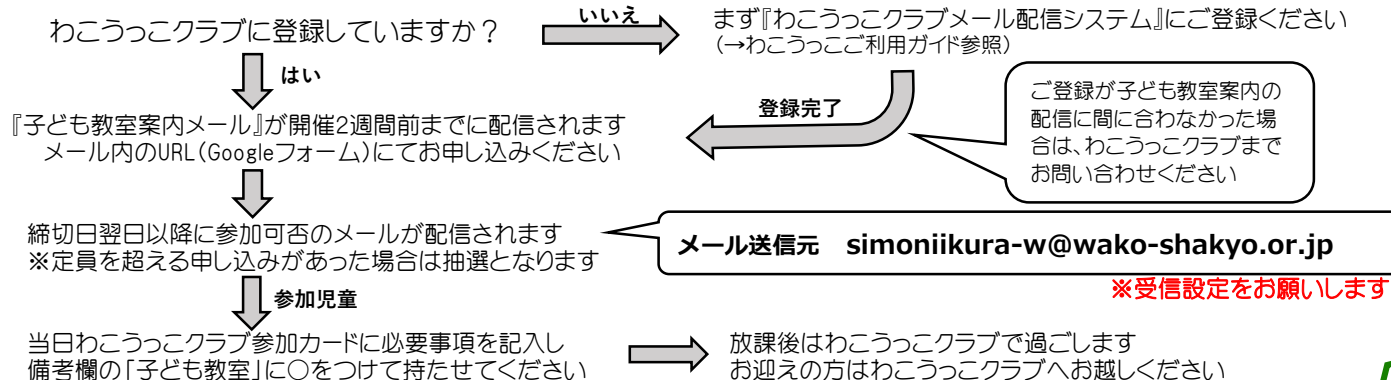 わこうっこクラブに登録していますか？
いいえ
まず『わこうっこクラブメール配信システム』にご登録ください
(→わこうっこご利用ガイド参照)
はい
登録完了
ご登録が子ども教室案内の
配信に間に合わなかった場
合は、わこうっこクラブまで
お問い合わせください
『子ども教室案内メール』が開催2週間前までに配信されます
メール内のURL(Googleフォーム)にてお申し込みください
締切日翌日以降に参加可否のメールが配信されます
※定員を超える申し込みがあった場合は抽選となります
メール送信元　simoniikura-w@wako-shakyo.or.jp
※受信設定をお願いします
参加児童
当日わこうっこクラブ参加カードに必要事項を記入し
備考欄の「子ども教室」に○をつけて持たせてください
放課後はわこうっこクラブで過ごします
お迎えの方はわこうっこクラブへお越しください